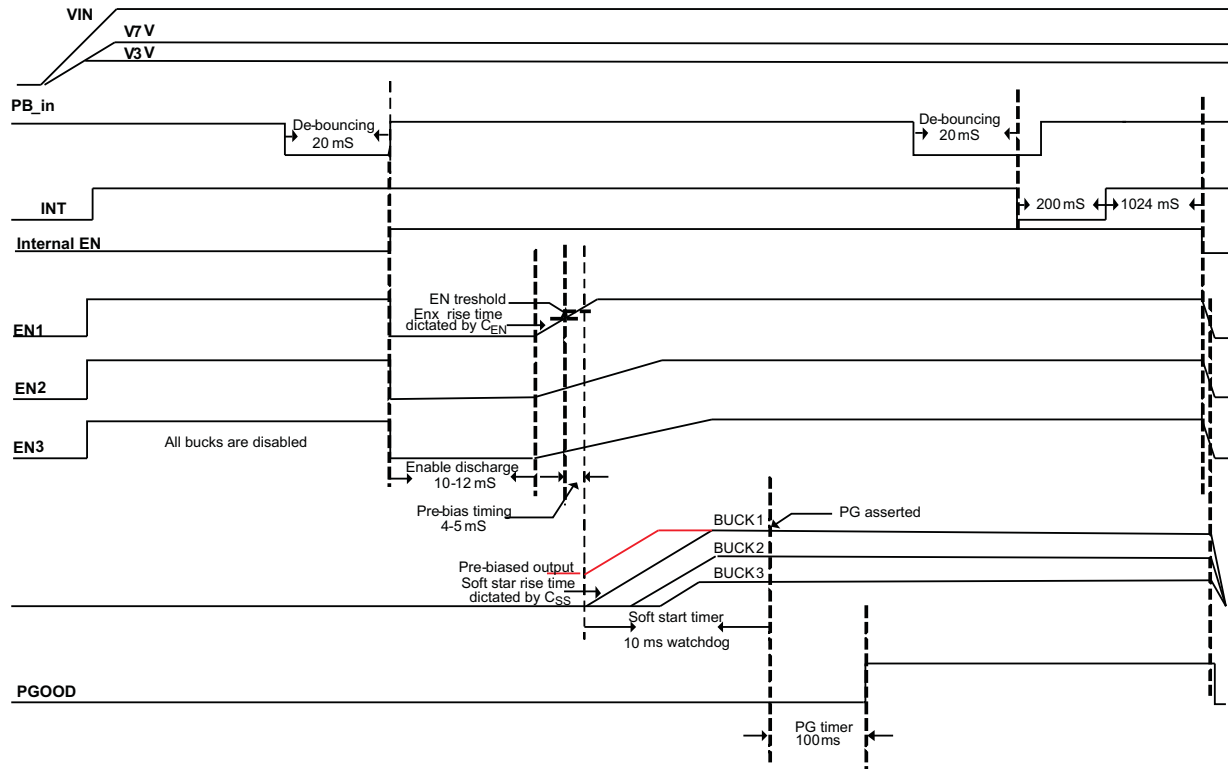 VIN
V7V
V3V
PB_in
De-bouncing
20 mS
De-bouncing
20 mS
INT
200 mS
1024 mS
Internal EN
EN treshold
Enx rise time
dictated by CEN
EN1
EN2
EN3
All bucks are disabled
Enable discharge
10-12 mS
Pre-bias timing
4-5 mS
BUCK1
PG asserted
BUCK2
BUCK3
Pre-biased output
Soft star rise time
dictated by CSS
Soft start timer
10 ms watchdog
PGOOD
PG timer
100ms